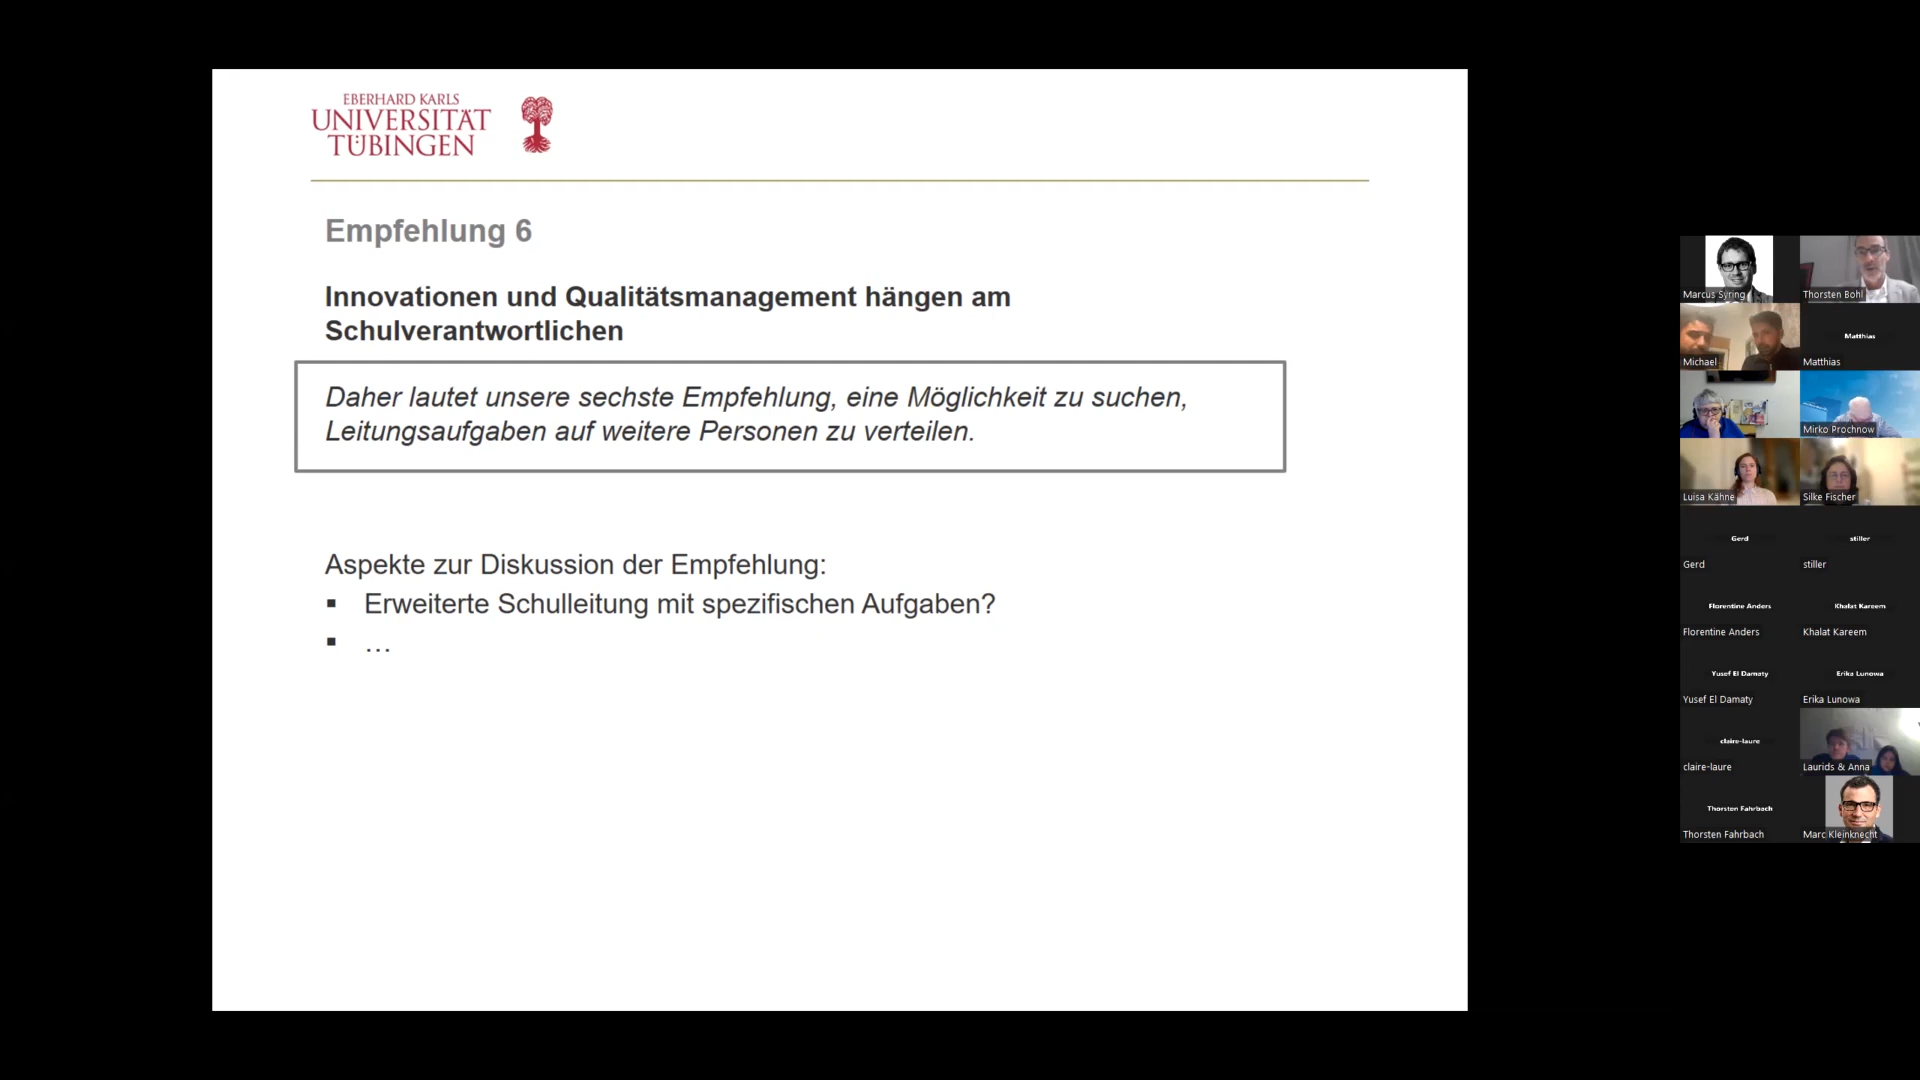 EBERHARD KARLS
UNIVERSITÄT
TÜBINGEN
Empfehlung 6
Innovationen und Qualitätsmanagement hängen am
Schulverantwortlichen
Daher lautet unsere sechste Empfehlung, eine Möglichkeit zu suchen,
Leitungsaufgaben auf weitere Personen zu verteilen.
Aspekte zur Diskussion der Empfehlung:
▪ Erweiterte Schulleitung mit spezifischen Aufgaben?
▪ …
Marcus Syring
Thorsten Bohl
Michael
Matthias
Matthias
Mirko Prochnow
Luisa Kähne
Silke Fischer
Gerd
Gerd
stiller
stiller
Florentine Anders
Florentine Anders
Khalat Kareem
Khalat Kareem
Yusef El Damaty
Yusef El Damaty
Erika Lunowa
Erika Lunowa
claire-laure
claire-laure
Laurids & Anna
Thorsten Fahrbach
Thorsten Fahrbach
Marc Kleinknecht